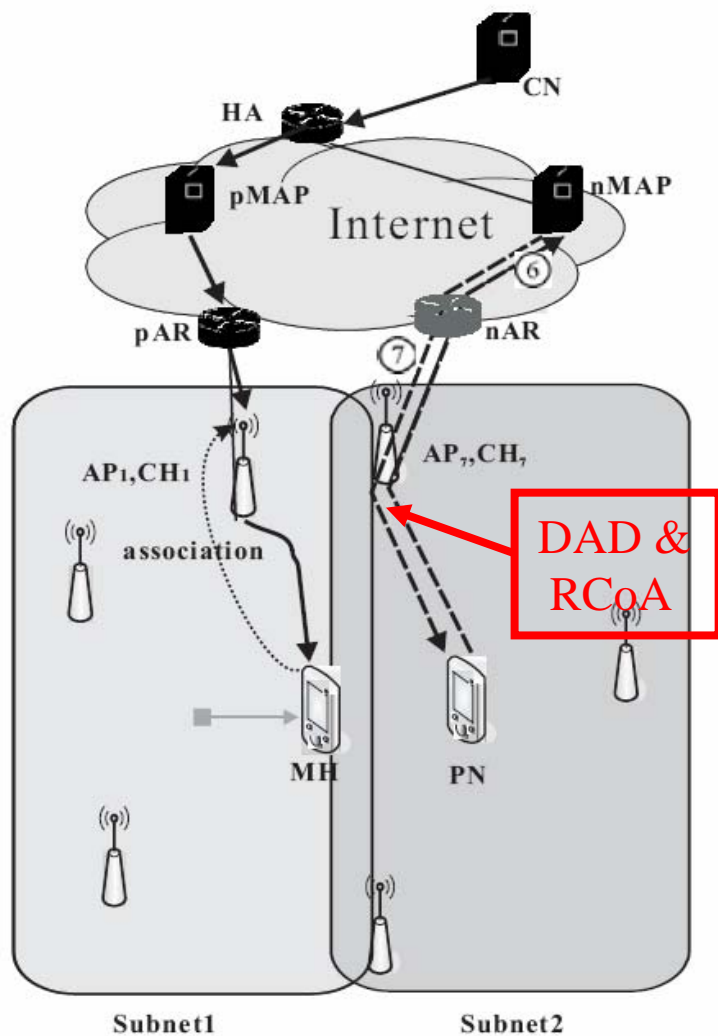 CN
HA
pMAP
nMAP
Internet
⑥
pAR
nAR
⑦
AP₁,CH₁
AP₇,CH₇
association
DAD &
RCoA
MH
PN
Subnet1
Subnet2